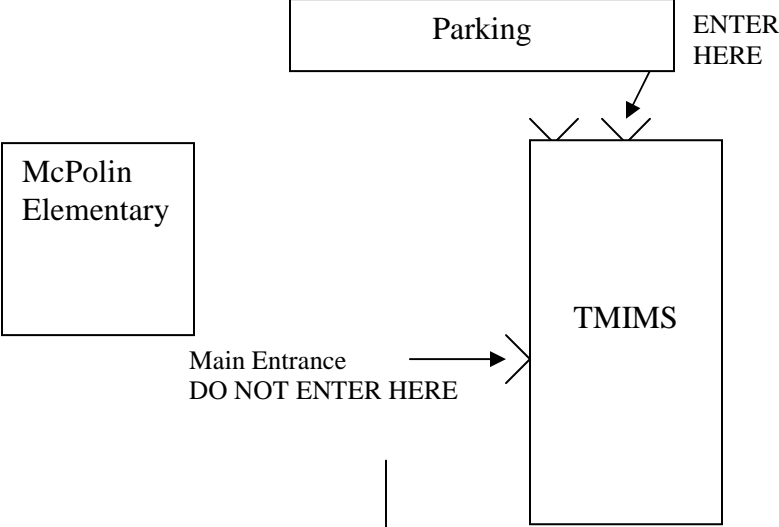 Parking
ENTER
HERE
McPolin
Elementary
TMIMS
Main Entrance
DO NOT ENTER HERE